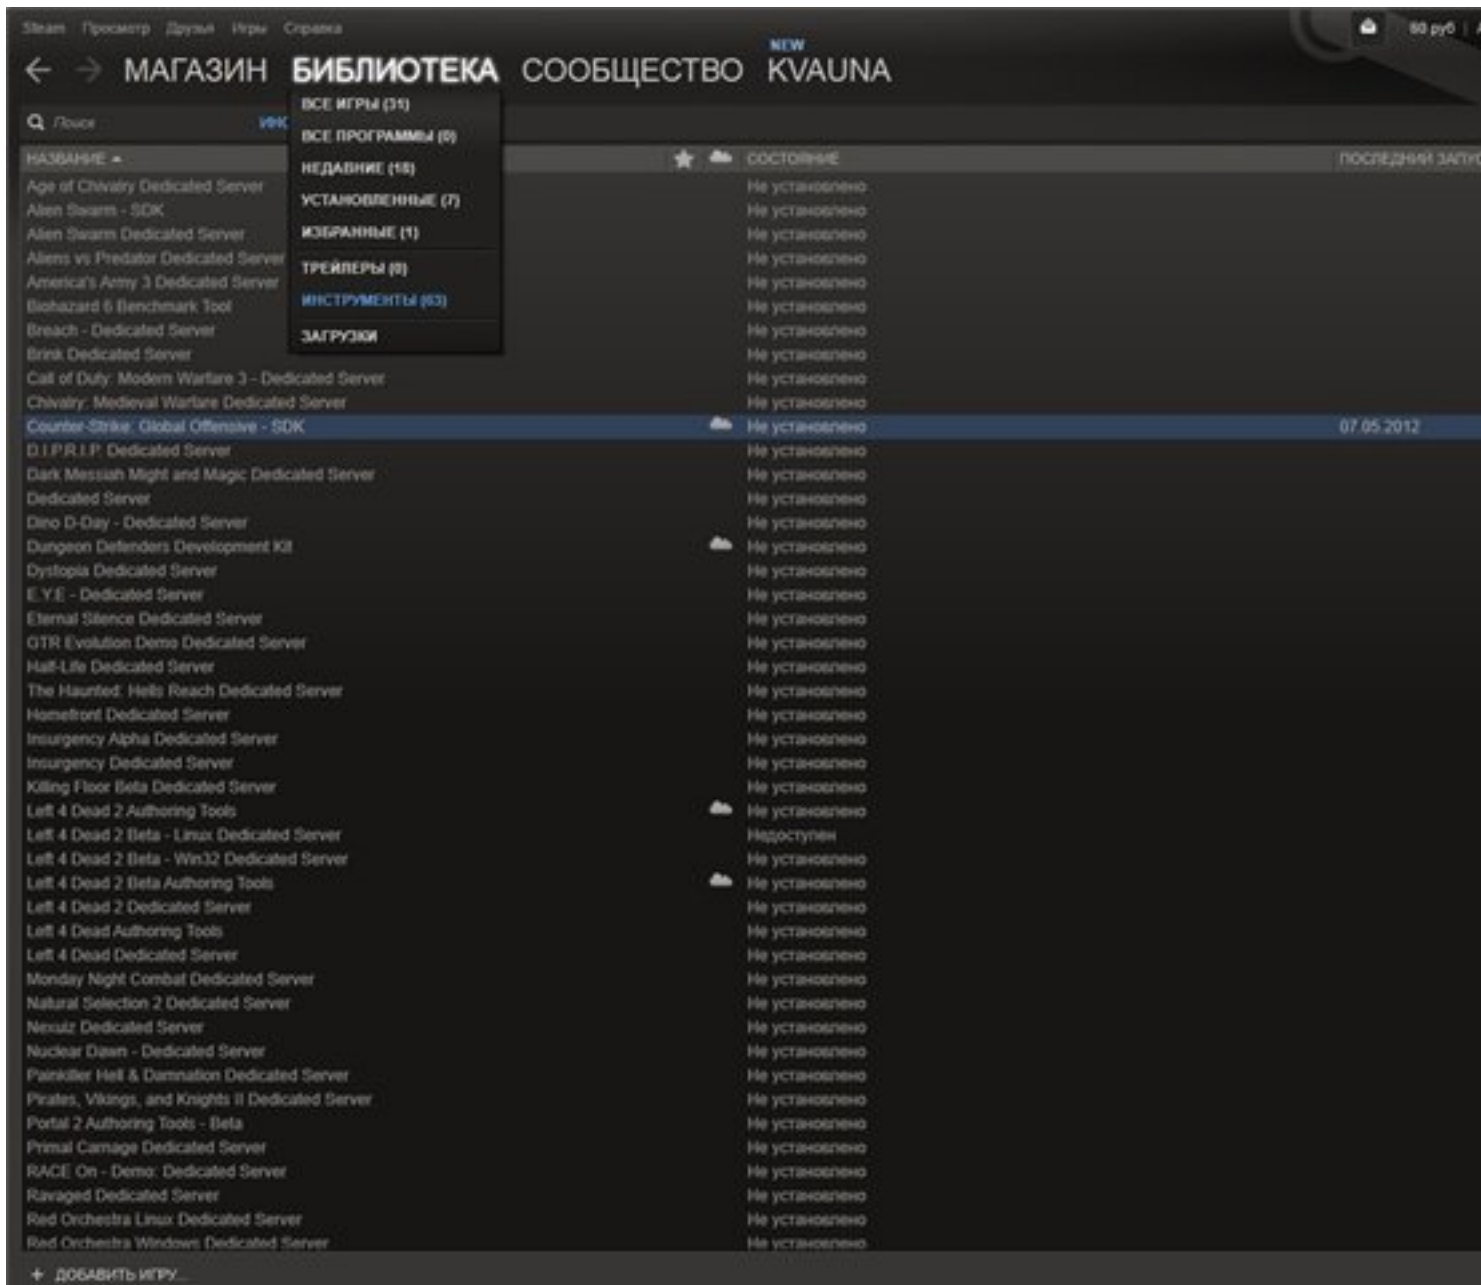 Steam Просмотр Друзья Игры Справка
60 руб
NEW
МАГАЗИН БИБЛИОТЕКА СООБЩЕСТВО KVAUNA
Поиск ИНС
ВСЕ ИГРЫ (31)
ВСЕ ПРОГРАММЫ (0)
НЕДАВНИЕ (18)
УСТАНОВЛЕННЫЕ (7)
ИЗБРАННЫЕ (1)
ТРЕЙЛЕРЫ (0)
ИНСТРУМЕНТЫ (63)
ЗАГРУЗКИ
НАЗВАНИЕ СОСТОЯНИЕ ПОСЛЕДНИЙ ЗАПУС
Age of Chivalry Dedicated Server Не установлено
Alien Swarm - SDK Не установлено
Alien Swarm Dedicated Server Не установлено
Aliens vs Predator Dedicated Server Не установлено
America's Army 3 Dedicated Server Не установлено
Biohazard 6 Benchmark Tool Не установлено
Breach - Dedicated Server Не установлено
Brink Dedicated Server Не установлено
Call of Duty: Modern Warfare 3 - Dedicated Server Не установлено
Chivalry: Medieval Warfare Dedicated Server Не установлено
Counter-Strike: Global Offensive - SDK Не установлено 07.05.2012
D.I.P.R.I.P. Dedicated Server Не установлено
Dark Messiah Might and Magic Dedicated Server Не установлено
Dedicated Server Не установлено
Dino D-Day - Dedicated Server Не установлено
Dungeon Defenders Development Kit Не установлено
Dystopia Dedicated Server Не установлено
E.Y.E - Dedicated Server Не установлено
Eternal Silence Dedicated Server Не установлено
GTR Evolution Demo Dedicated Server Не установлено
Half-Life Dedicated Server Не установлено
The Haunted: Hells Reach Dedicated Server Не установлено
Homefront Dedicated Server Не установлено
Insurgency Alpha Dedicated Server Не установлено
Insurgency Dedicated Server Не установлено
Killing Floor Beta Dedicated Server Не установлено
Left 4 Dead 2 Authoring Tools Не установлено
Left 4 Dead 2 Beta - Linux Dedicated Server Недоступен
Left 4 Dead 2 Beta - Win32 Dedicated Server Не установлено
Left 4 Dead 2 Beta Authoring Tools Не установлено
Left 4 Dead 2 Dedicated Server Не установлено
Left 4 Dead Authoring Tools Не установлено
Left 4 Dead Dedicated Server Не установлено
Monday Night Combat Dedicated Server Не установлено
Natural Selection 2 Dedicated Server Не установлено
Nexuiz Dedicated Server Не установлено
Nuclear Dawn - Dedicated Server Не установлено
Painkiller Hell & Damnation Dedicated Server Не установлено
Pirates, Vikings, and Knights II Dedicated Server Не установлено
Portal 2 Authoring Tools - Beta Не установлено
Primal Carnage Dedicated Server Не установлено
RACE On - Demo: Dedicated Server Не установлено
Ravaged Dedicated Server Не установлено
Red Orchestra Linux Dedicated Server Не установлено
Red Orchestra Windows Dedicated Server Не установлено
+ ДОБАВИТЬ ИГРУ...